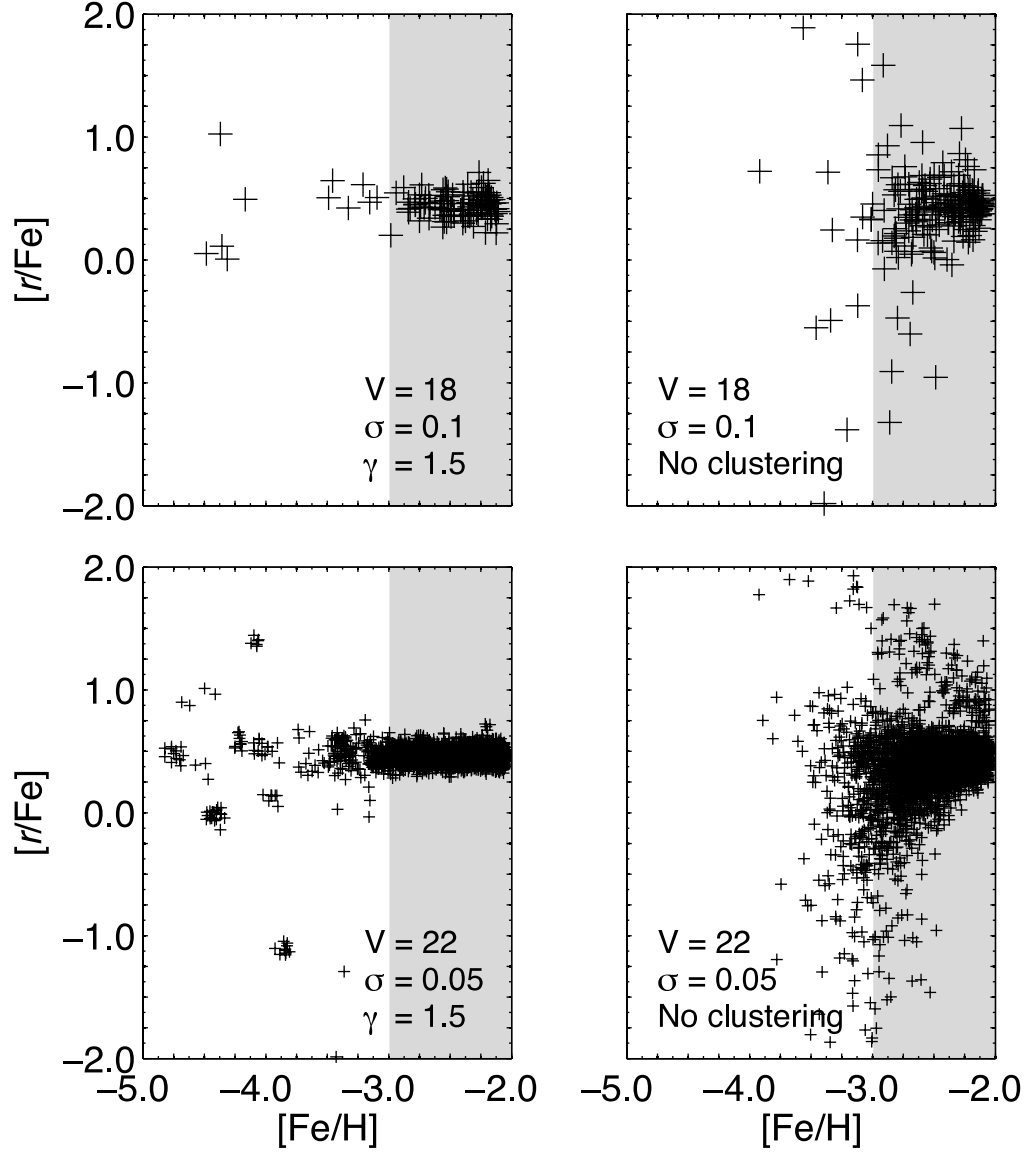 2.0
1.0
0.0
−1.0
−2.0
[r/Fe]
V = 18
σ = 0.1
γ = 1.5
V = 18
σ = 0.1
No clustering
2.0
1.0
0.0
−1.0
−2.0
[r/Fe]
V = 22
σ = 0.05
γ = 1.5
V = 22
σ = 0.05
No clustering
−5.0 −4.0 −3.0 −2.0
[Fe/H]
−5.0 −4.0 −3.0 −2.0
[Fe/H]